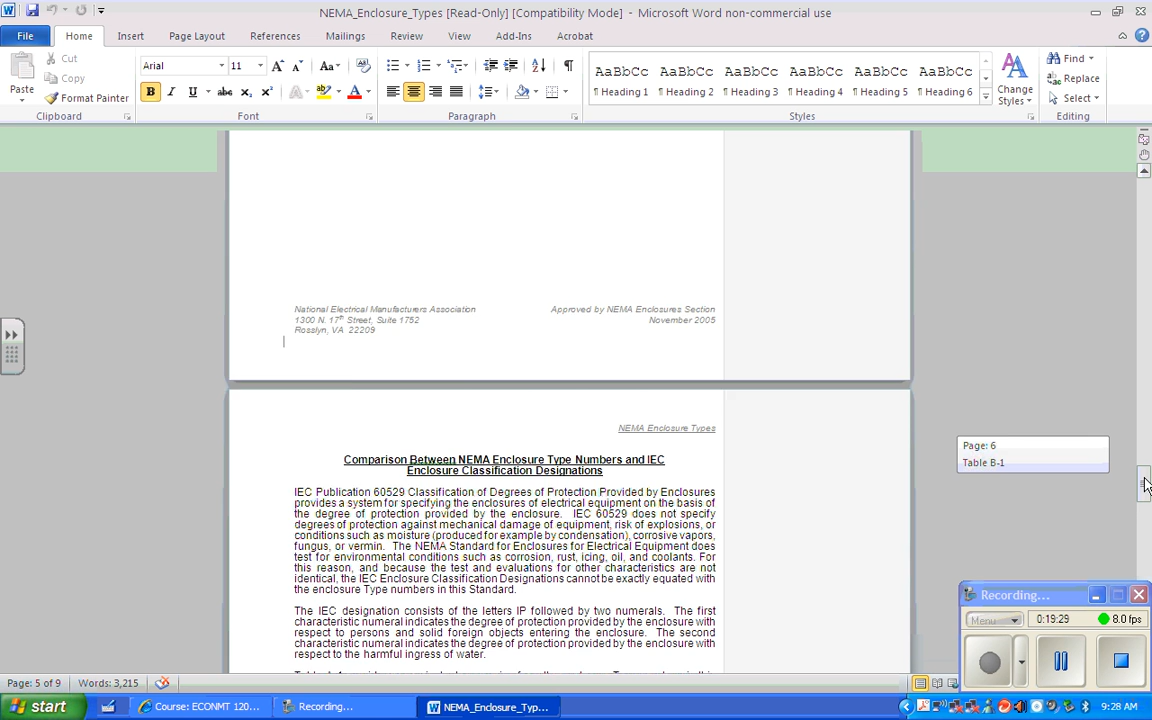 NEMA_Enclosure_Types [Read-Only] [Compatibility Mode] - Microsoft Word non-commercial use
File Home Insert Page Layout References Mailings Review View Add-Ins Acrobat
Paste
Cut
Copy
Format Painter
Clipboard
Arial 11
Font
Paragraph
AaBbCc AaBbCc AaBbCc AaBbCc AaBbCc AaBbCc
¶ Heading 1 ¶ Heading 2 ¶ Heading 3 ¶ Heading 4 ¶ Heading 5 ¶ Heading 6
Change
Styles
Styles
Find
Replace
Select
Editing
National Electrical Manufacturers Association Approved by NEMA Enclosures Section
1300 N. 17th Street, Suite 1752 November 2005
Rosslyn, VA 22209
NEMA Enclosure Types
Comparison Between NEMA Enclosure Type Numbers and IEC
Enclosure Classification Designations
IEC Publication 60529 Classification of Degrees of Protection Provided by Enclosures
provides a system for specifying the enclosures of electrical equipment on the basis of
the degree of protection provided by the enclosure. IEC 60529 does not specify
degrees of protection against mechanical damage of equipment, risk of explosions, or
conditions such as moisture (produced for example by condensation), corrosive vapors,
fungus, or vermin. The NEMA Standard for Enclosures for Electrical Equipment does
test for environmental conditions such as corrosion, rust, icing, oil, and coolants. For
this reason, and because the test and evaluations for other characteristics are not
identical, the IEC Enclosure Classification Designations cannot be exactly equated with
the enclosure Type numbers in this Standard.
The IEC designation consists of the letters IP followed by two numerals. The first
characteristic numeral indicates the degree of protection provided by the enclosure with
respect to persons and solid foreign objects entering the enclosure. The second
characteristic numeral indicates the degree of protection provided by the enclosure with
respect to the harmful ingress of water.
Page: 6
Table B-1
Recording...
Menu 0:19:29 8.0 fps
Page: 5 of 9 Words: 3,215
start Course: ECONMT 120... Recording... NEMA_Enclosure_Typ... 9:28 AM